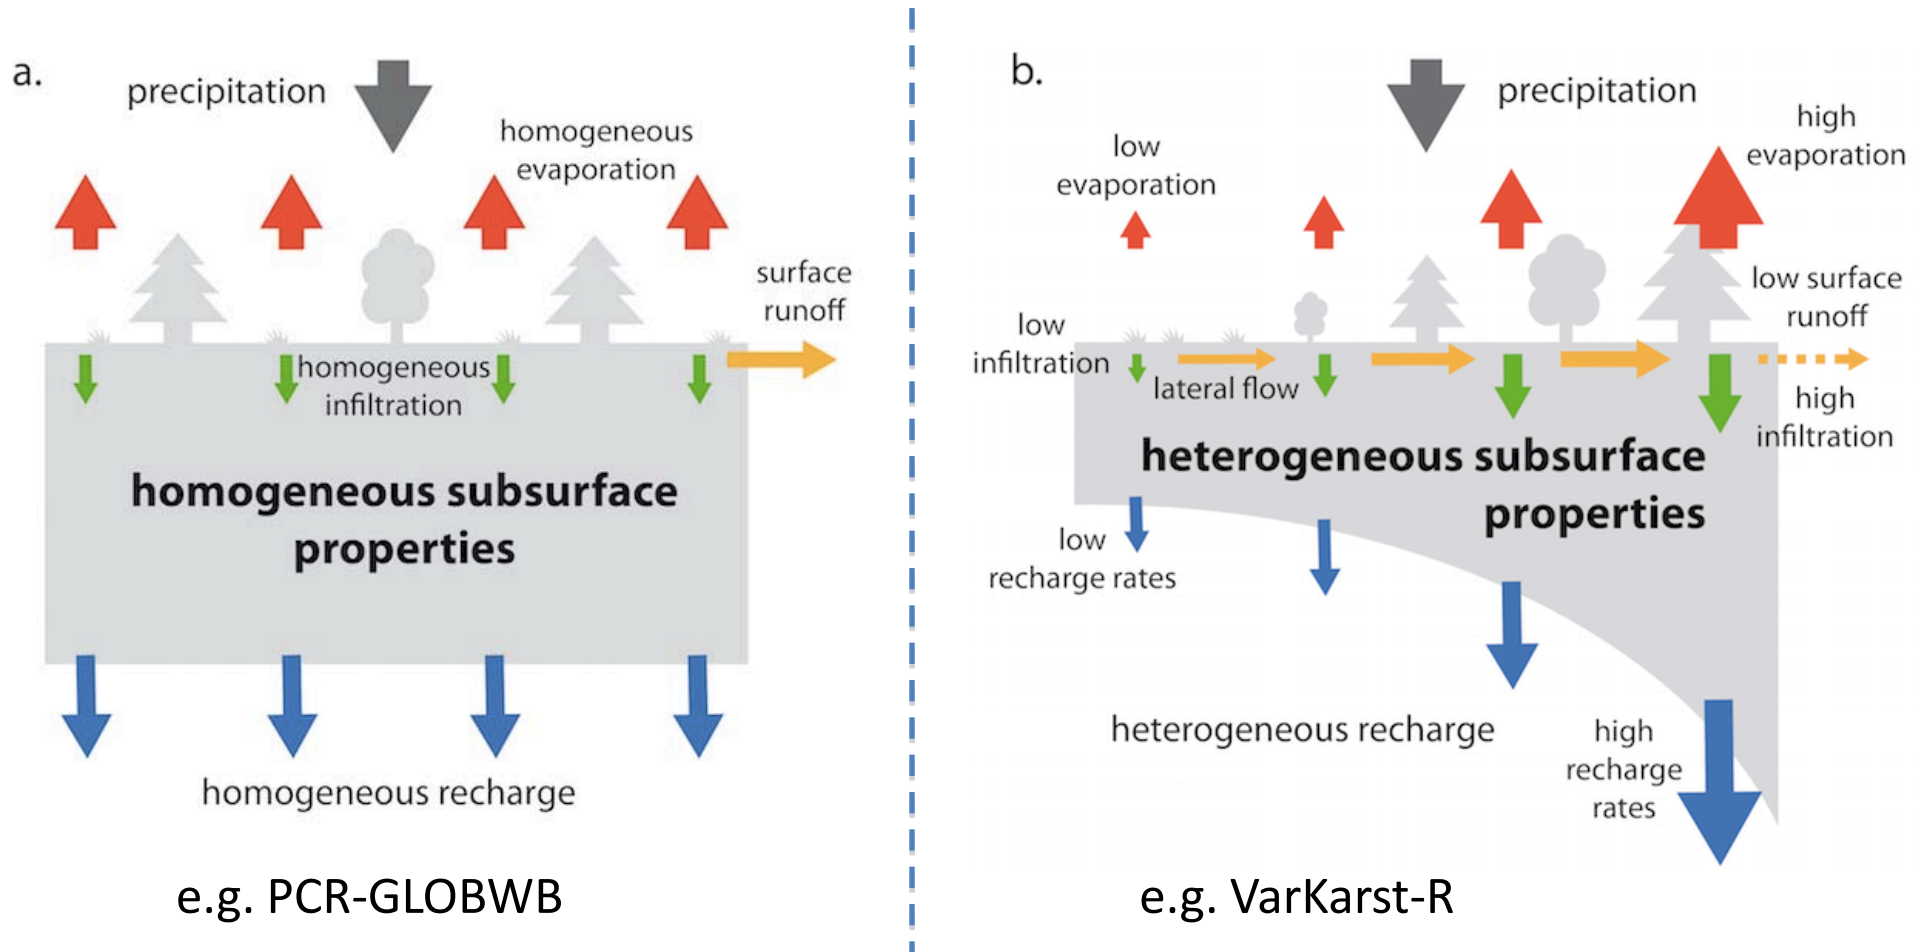 a.
precipitation
homogeneous
evaporation
surface
runoff
homogeneous
infiltration
homogeneous subsurface
properties
homogeneous recharge
e.g. PCR-GLOBWB
b.
precipitation
high
evaporation
low
evaporation
low surface
runoff
low
infiltration
lateral flow
high
infiltration
heterogeneous subsurface
properties
low
recharge rates
heterogeneous recharge
high
recharge
rates
e.g. VarKarst-R